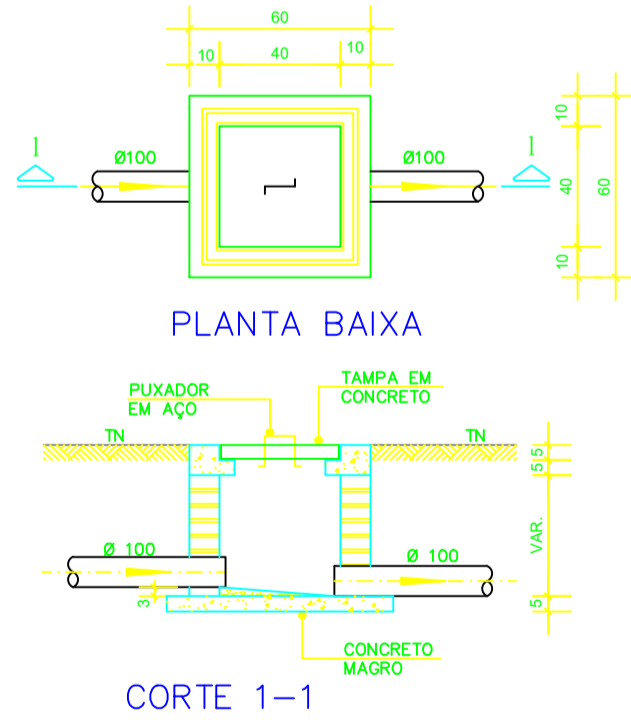 60
10 40 10
1 Ø100 Ø100 1
10
40
60
10
PLANTA BAIXA
PUXADOR
EM AÇO
TAMPA EM
CONCRETO
TN TN
5
5
VAR.
Ø 100 Ø 100
3
5
CONCRETO
MAGRO
CORTE 1-1